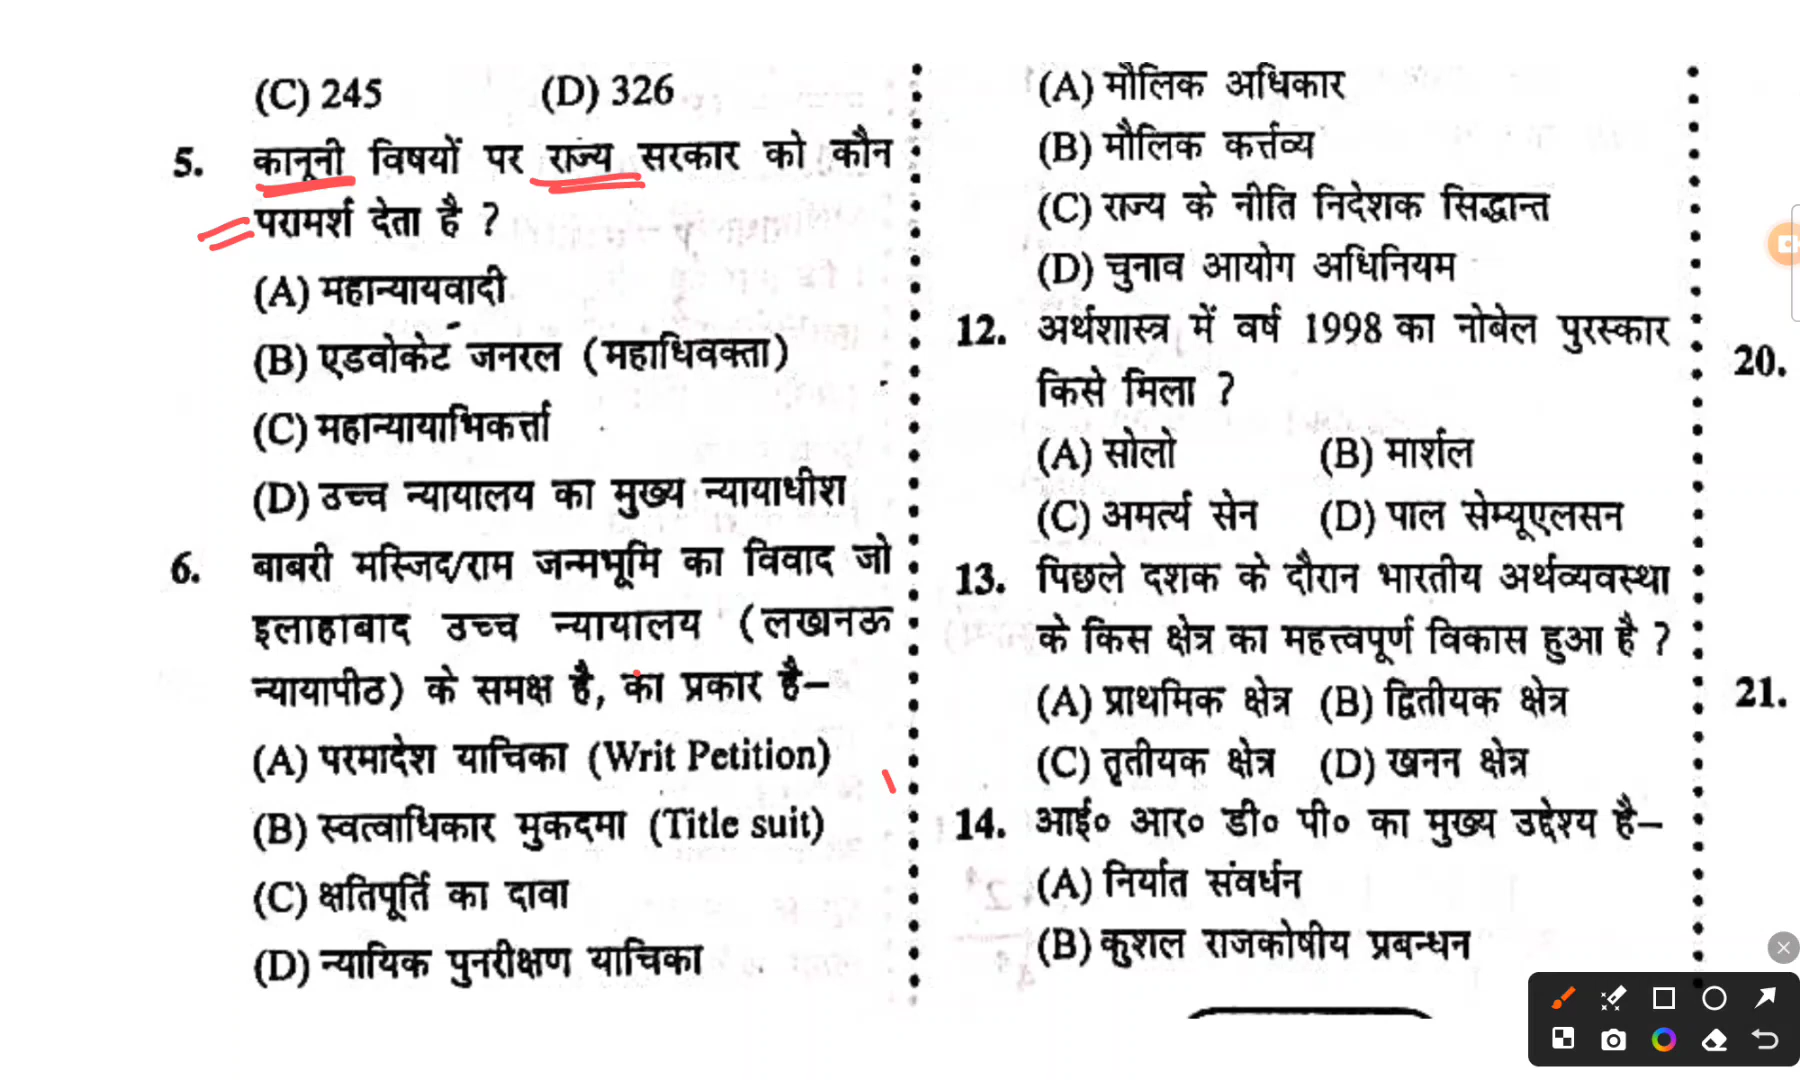 (C) 245 (D) 326
5. कानूनी विषयों पर राज्य सरकार को कौन
परामर्श देता है ?
(A) महान्यायवादी
(B) एडवोकेट जनरल (महाधिवक्ता)
(C) महान्यायाभिकर्त्ता
(D) उच्च न्यायालय का मुख्य न्यायाधीश
6. बाबरी मस्जिद/राम जन्मभूमि का विवाद जो
इलाहाबाद उच्च न्यायालय (लखनऊ
न्यायापीठ) के समक्ष है, का प्रकार है–
(A) परमादेश याचिका (Writ Petition)
(B) स्वत्वाधिकार मुकदमा (Title suit)
(C) क्षतिपूर्ति का दावा
(D) न्यायिक पुनरीक्षण याचिका
(A) मौलिक अधिकार
(B) मौलिक कर्त्तव्य
(C) राज्य के नीति निदेशक सिद्धान्त
(D) चुनाव आयोग अधिनियम
12. अर्थशास्त्र में वर्ष 1998 का नोबेल पुरस्कार
किसे मिला ?
(A) सोलो (B) मार्शल
(C) अमर्त्य सेन (D) पाल सेम्यूएलसन
13. पिछले दशक के दौरान भारतीय अर्थव्यवस्था
के किस क्षेत्र का महत्त्वपूर्ण विकास हुआ है ?
(A) प्राथमिक क्षेत्र (B) द्वितीयक क्षेत्र
(C) तृतीयक क्षेत्र (D) खनन क्षेत्र
14. आई० आर० डी० पी० का मुख्य उद्देश्य है–
(A) निर्यात संवर्धन
(B) कुशल राजकोषीय प्रबन्धन
20.
21.